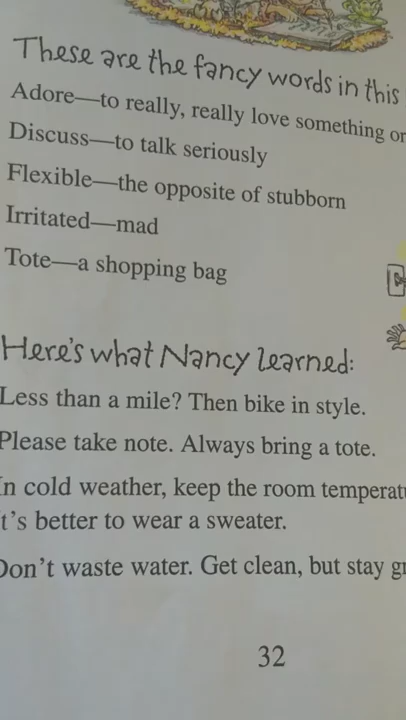 These are the fancy words in this
Adore—to really, really love something or
Discuss—to talk seriously
Flexible—the opposite of stubborn
Irritated—mad
Tote—a shopping bag
Here's what Nancy learned:
Less than a mile? Then bike in style.
Please take note. Always bring a tote.
cold weather, keep the room
better to wear a sweater.
Don't waste water. Get clean, but stay
32